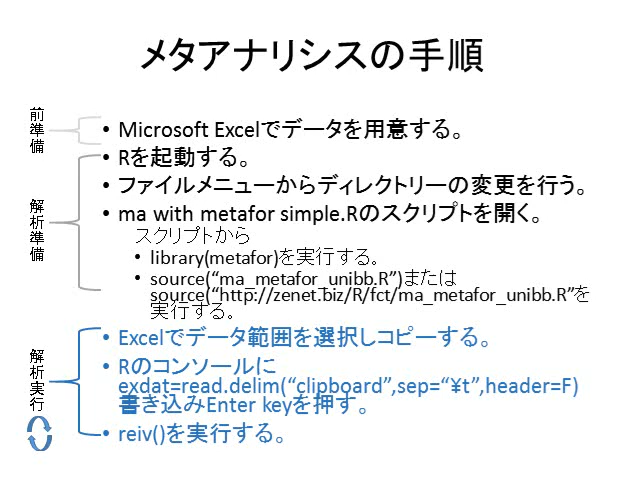 メタアナリシスの手順
前準備
• Microsoft Excelでデータを用意する。
解析準備
• Rを起動する。
• ファイルメニューからディレクトリーの変更を行う。
• ma with metafor simple.Rのスクリプトを開く。
スクリプトから
• library(metafor)を実行する。
• source(“ma_metafor_unibb.R”)または
source(“http://zenet.biz/R/fct/ma_metafor_unibb.R”を
実行する。
解析実行
• Excelでデータ範囲を選択しコピーする。
• Rのコンソールに
exdat=read.delim(“clipboard”,sep=“¥t”,header=F)
書き込みEnter keyを押す。
• reiv()を実行する。